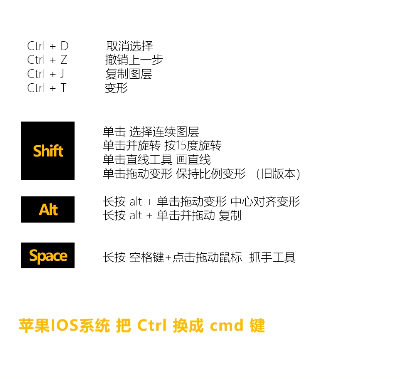 Ctrl + D 取消选择
Ctrl + Z 撤销上一步
Ctrl + J 复制图层
Ctrl + T 变形
Shift
单击 选择连续图层
单击并旋转 按15度旋转
单击直线工具 画直线
单击拖动变形 保持比例变形 （旧版本）
Alt
长按 alt + 单击拖动变形 中心对齐变形
长按 alt + 单击并拖动 复制
Space
长按 空格键+点击拖动鼠标 抓手工具
苹果IOS系统 把 Ctrl 换成 cmd 键